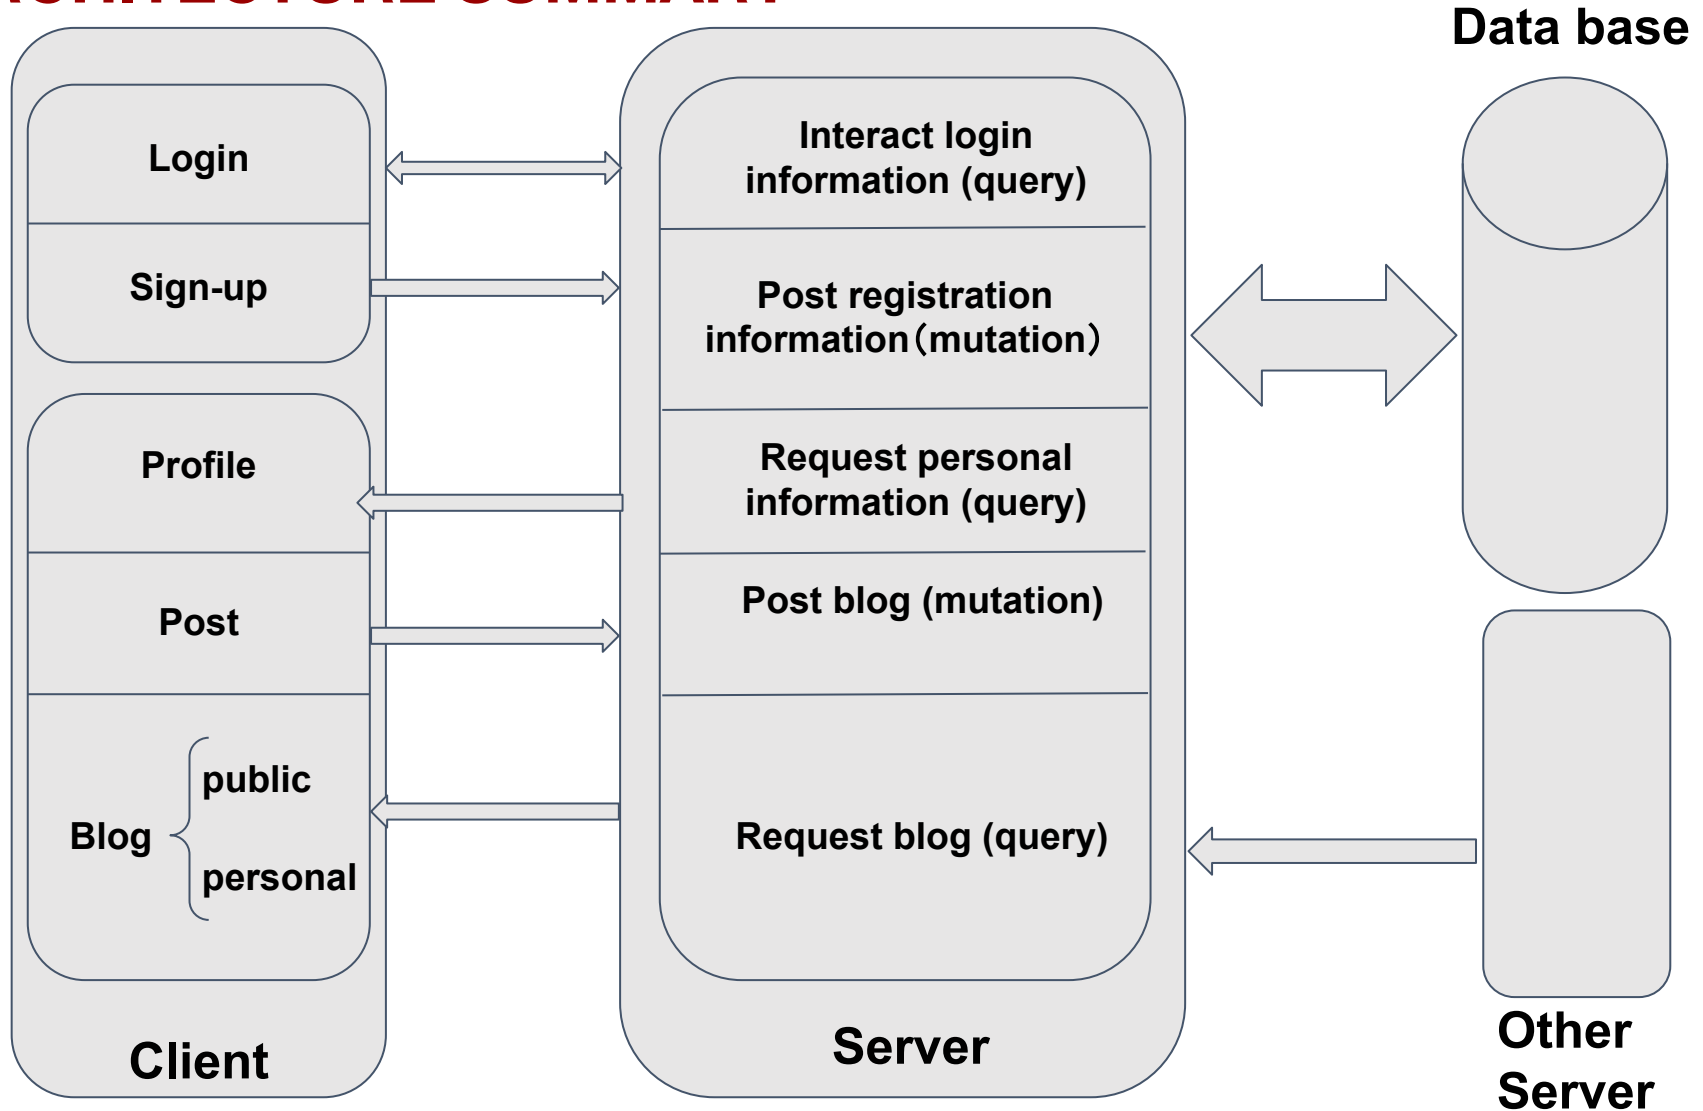 SUMMARY
Data base
Login
Sign-up
Profile
Post
Blog
public
personal
Client
Interact login
information (query)
Post registration
information（mutation）
Request personal
information (query)
Post blog (mutation)
Request blog (query)
Server
Other
Server